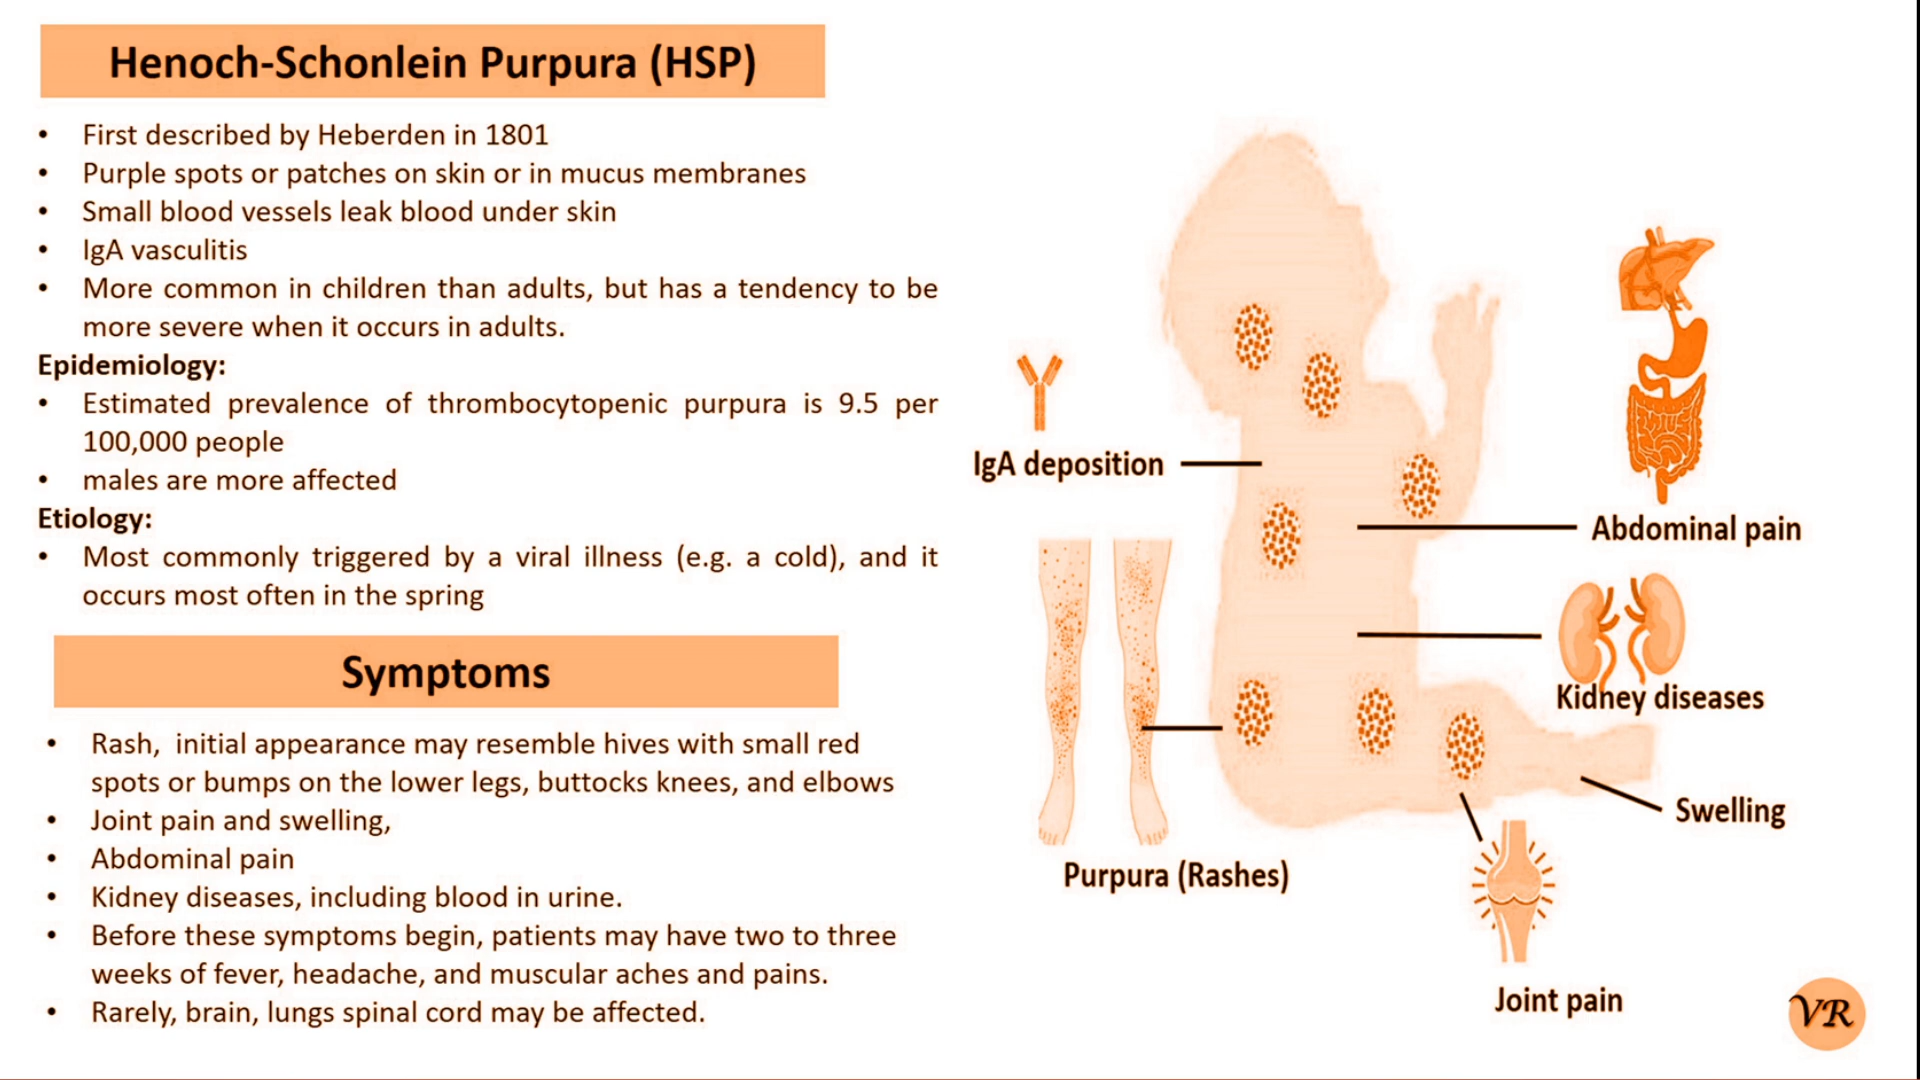 Henoch-Schonlein Purpura (HSP)
• First described by Heberden in 1801
• Purple spots or patches on skin or in mucus membranes
• Small blood vessels leak blood under skin
• IgA vasculitis
• More common in children than adults, but has a tendency to be
more severe when it occurs in adults.
Epidemiology:
• Estimated prevalence of thrombocytopenic purpura is 9.5 per
100,000 people
• males are more affected
Etiology:
• Most commonly triggered by a viral illness (e.g. a cold), and it
occurs most often in the spring
Symptoms
• Rash, initial appearance may resemble hives with small red
spots or bumps on the lower legs, buttocks knees, and elbows
• Joint pain and swelling,
• Abdominal pain
• Kidney diseases, including blood in urine.
• Before these symptoms begin, patients may have two to three
weeks of fever, headache, and muscular aches and pains.
• Rarely, brain, lungs spinal cord may be affected.
IgA deposition
Abdominal pain
Kidney diseases
Swelling
Purpura (Rashes)
Joint pain
VR